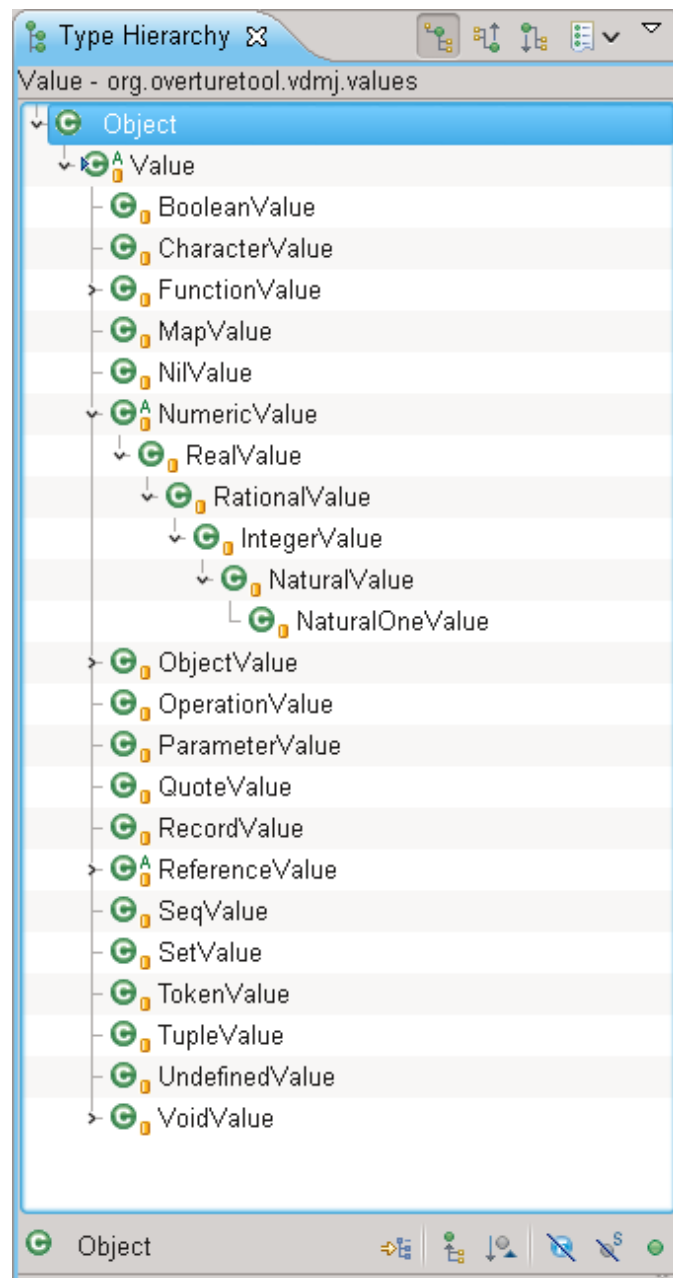 Type Hierarchy
Value - org.overturetool.vdmj.values
Object
Value
BooleanValue
CharacterValue
FunctionValue
MapValue
NilValue
NumericValue
RealValue
RationalValue
IntegerValue
NaturalValue
NaturalOneValue
ObjectValue
OperationValue
ParameterValue
QuoteValue
RecordValue
ReferenceValue
SeqValue
SetValue
TokenValue
TupleValue
UndefinedValue
VoidValue
Object